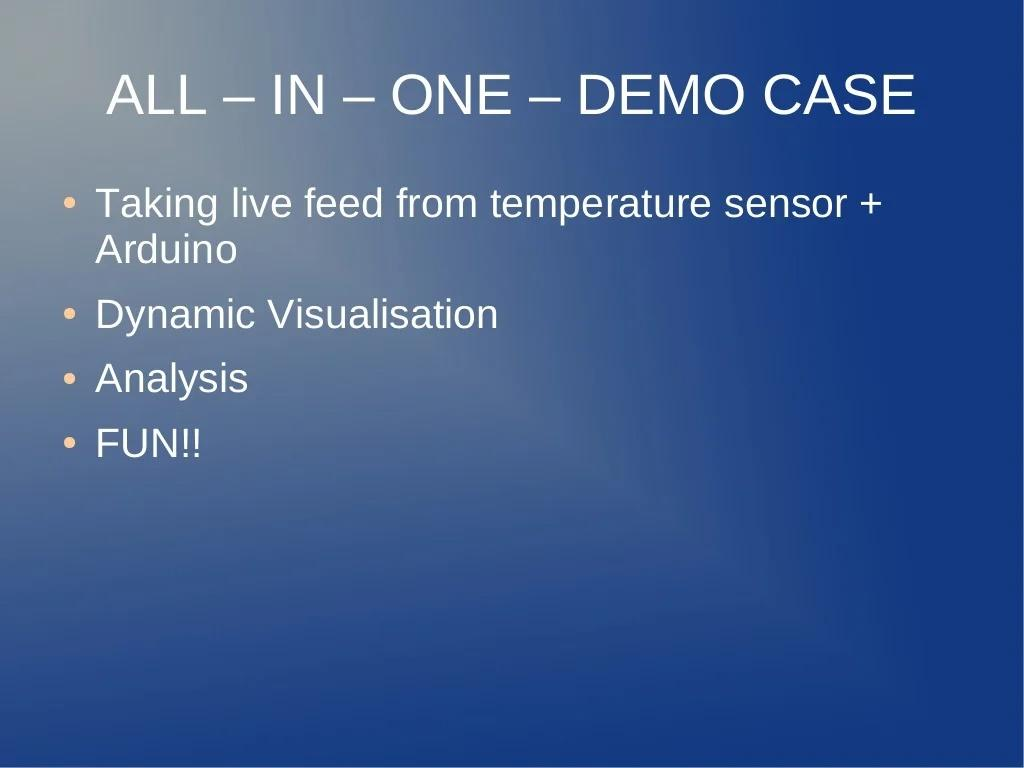 ALL – IN – ONE – DEMO CASE
• Taking live feed from temperature sensor +
Arduino
• Dynamic Visualisation
• Analysis
• FUN!!